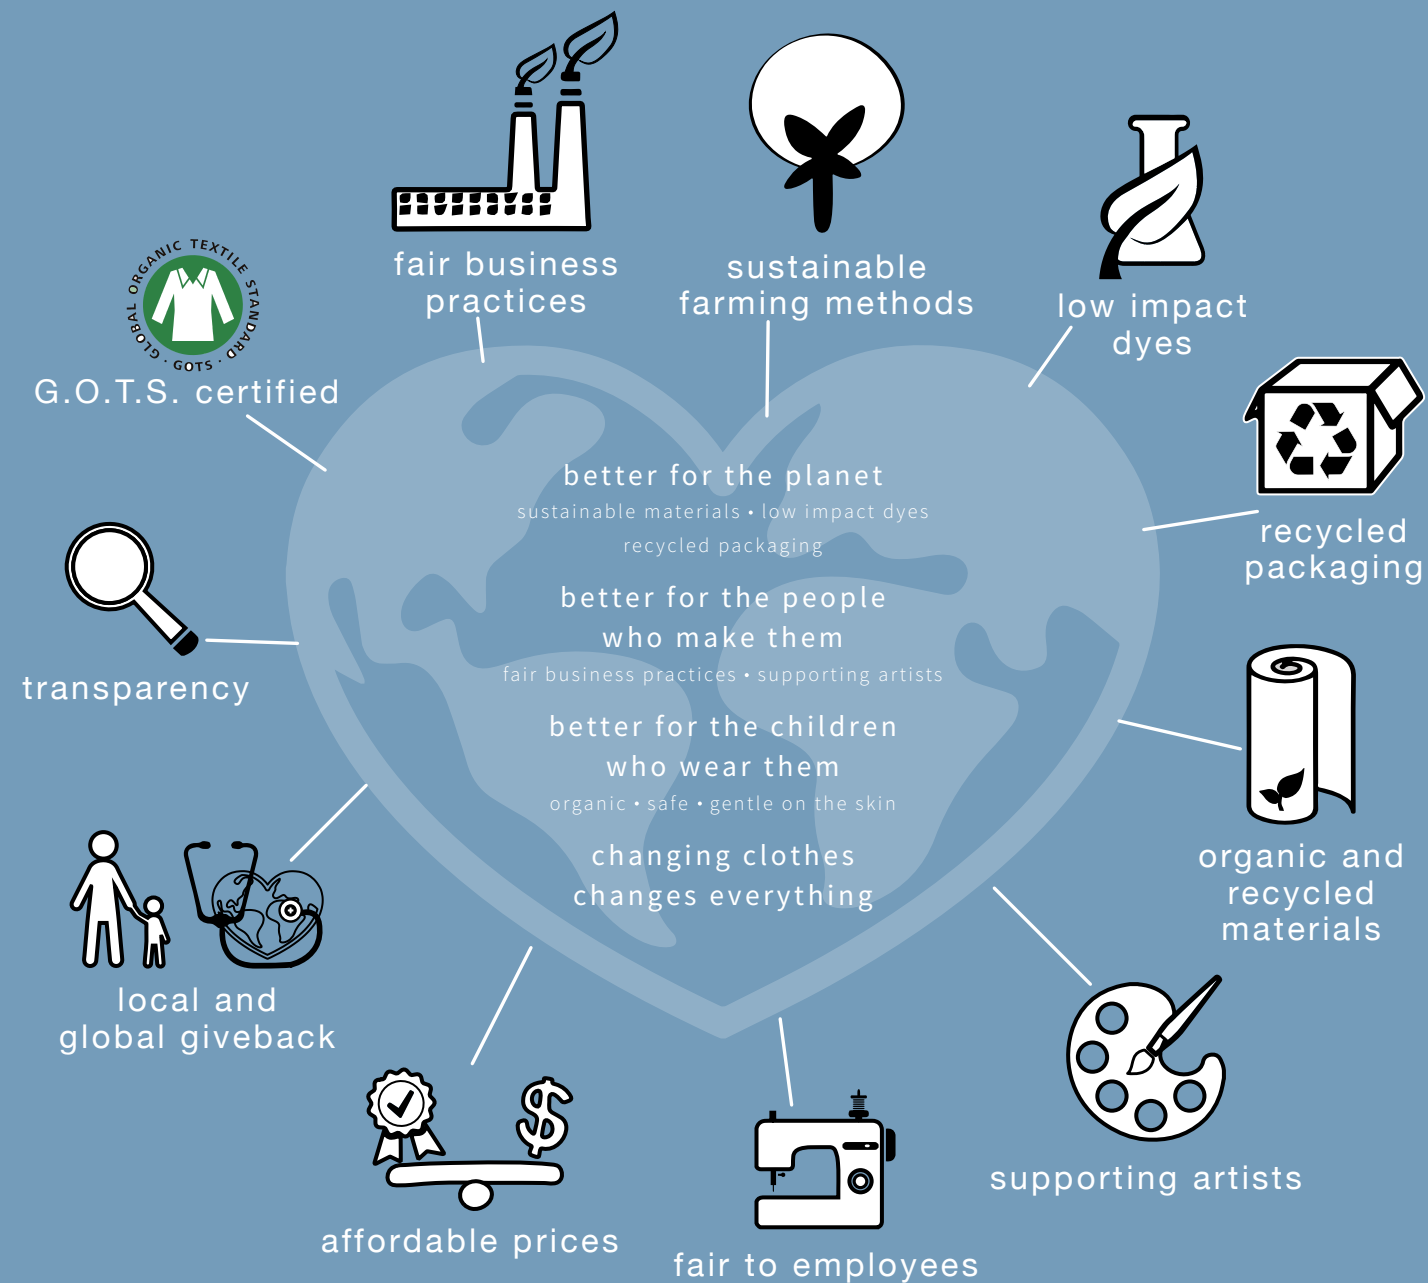 fair business
practices
sustainable
farming methods
low impact
dyes
GLOBAL ORGANIC TEXTILE STANDARD · GOTS ·
G.O.T.S. certified
recycled
packaging
transparency
better for the planet
sustainable materials • low impact dyes
recycled packaging
better for the people
who make them
fair business practices • supporting artists
better for the children
who wear them
organic • safe • gentle on the skin
changing clothes
changes everything
organic and
recycled
materials
local and
global giveback
$
supporting artists
affordable prices
fair to employees